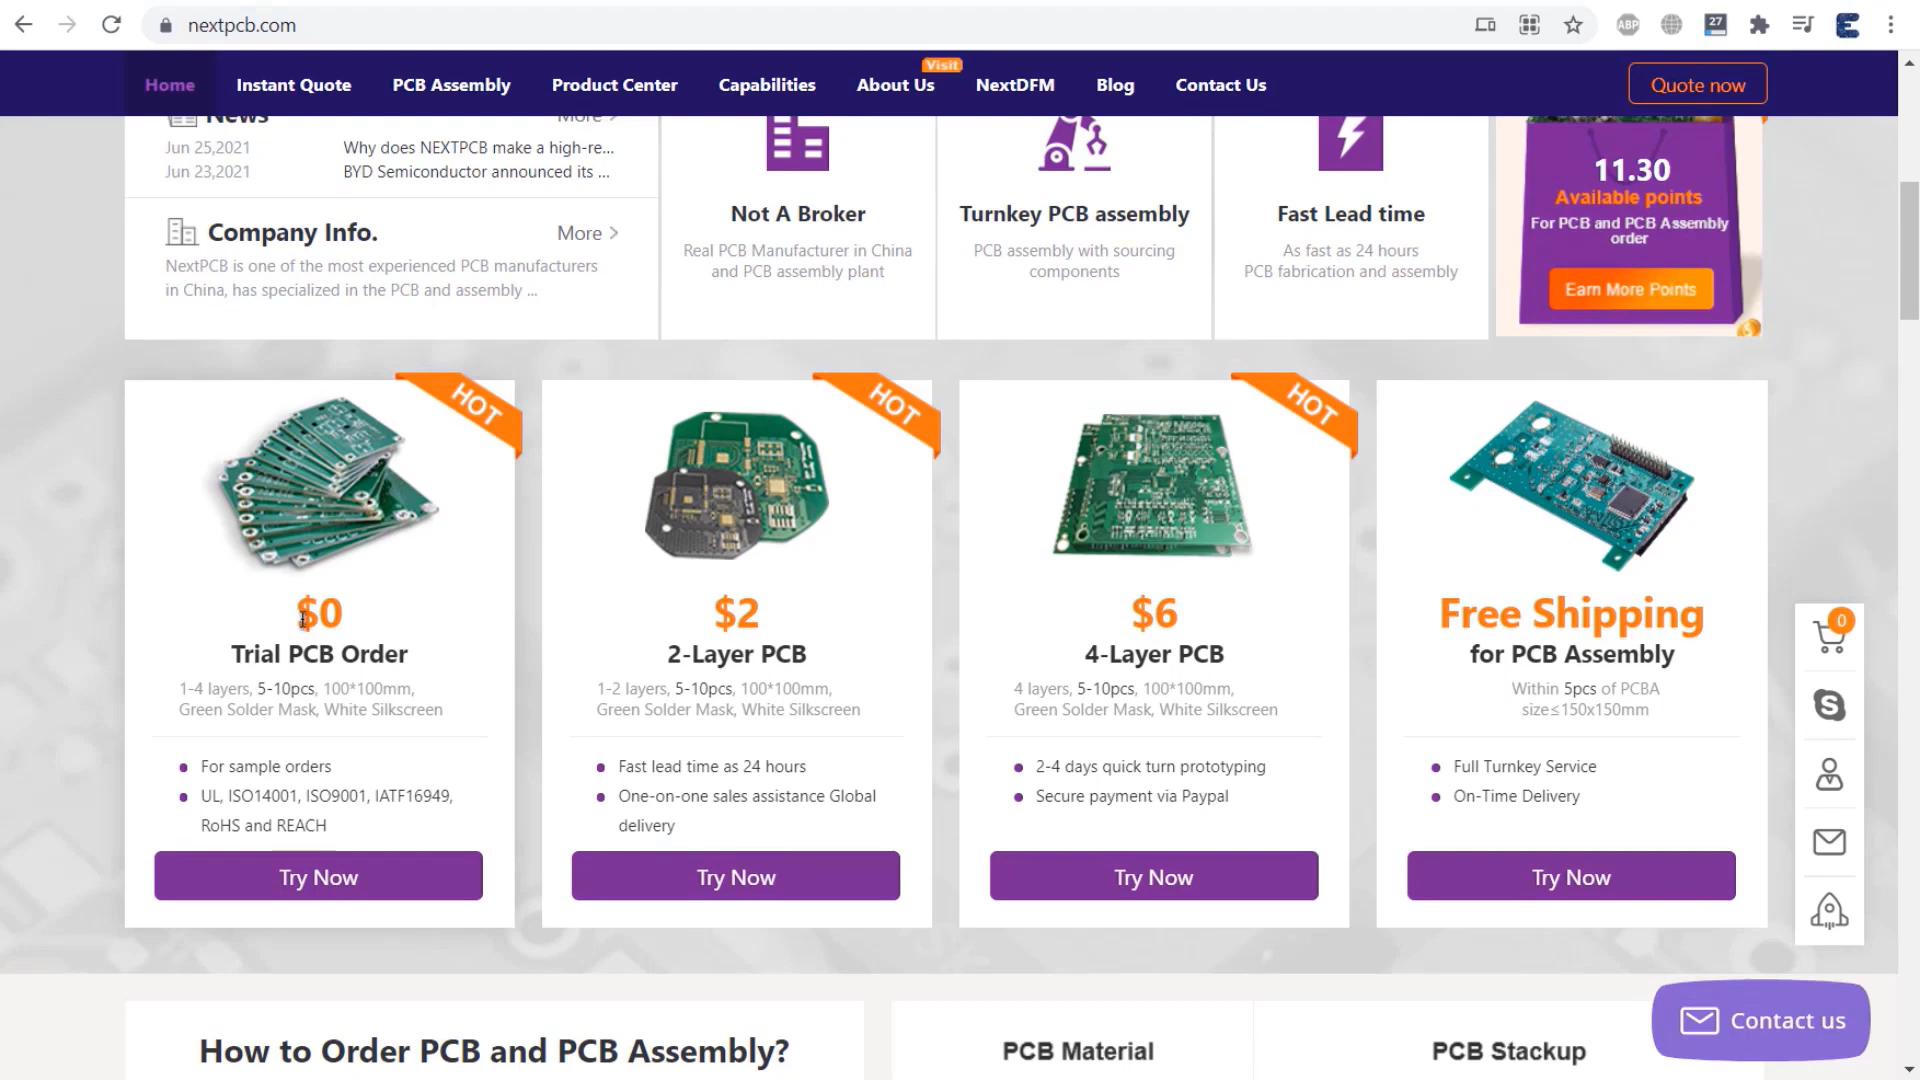 nextpcb.com
ABP
27
Visit
Home Instant Quote PCB Assembly Product Center Capabilities About Us NextDFM Blog Contact Us Quote now
News More >
Jun 25,2021 Why does NEXTPCB make a high-re...
Jun 23,2021 BYD Semiconductor announced its ...
Company Info. More >
NextPCB is one of the most experienced PCB manufacturers
in China, has specialized in the PCB and assembly ...
Not A Broker
Real PCB Manufacturer in China
and PCB assembly plant
Turnkey PCB assembly
PCB assembly with sourcing
components
Fast Lead time
As fast as 24 hours
PCB fabrication and assembly
11.30
Available points
For PCB and PCB Assembly
order
Earn More Points
HOT
$0
Trial PCB Order
1-4 layers, 5-10pcs, 100*100mm,
Green Solder Mask, White Silkscreen
For sample orders
UL, ISO14001, ISO9001, IATF16949,
RoHS and REACH
Try Now
HOT
$2
2-Layer PCB
1-2 layers, 5-10pcs, 100*100mm,
Green Solder Mask, White Silkscreen
Fast lead time as 24 hours
One-on-one sales assistance Global
delivery
Try Now
HOT
$6
4-Layer PCB
4 layers, 5-10pcs, 100*100mm,
Green Solder Mask, White Silkscreen
2-4 days quick turn prototyping
Secure payment via Paypal
Try Now
Free Shipping
for PCB Assembly
Within 5pcs of PCBA
size≤150x150mm
Full Turnkey Service
On-Time Delivery
Try Now
0
How to Order PCB and PCB Assembly?
PCB Material
PCB Stackup
Contact us